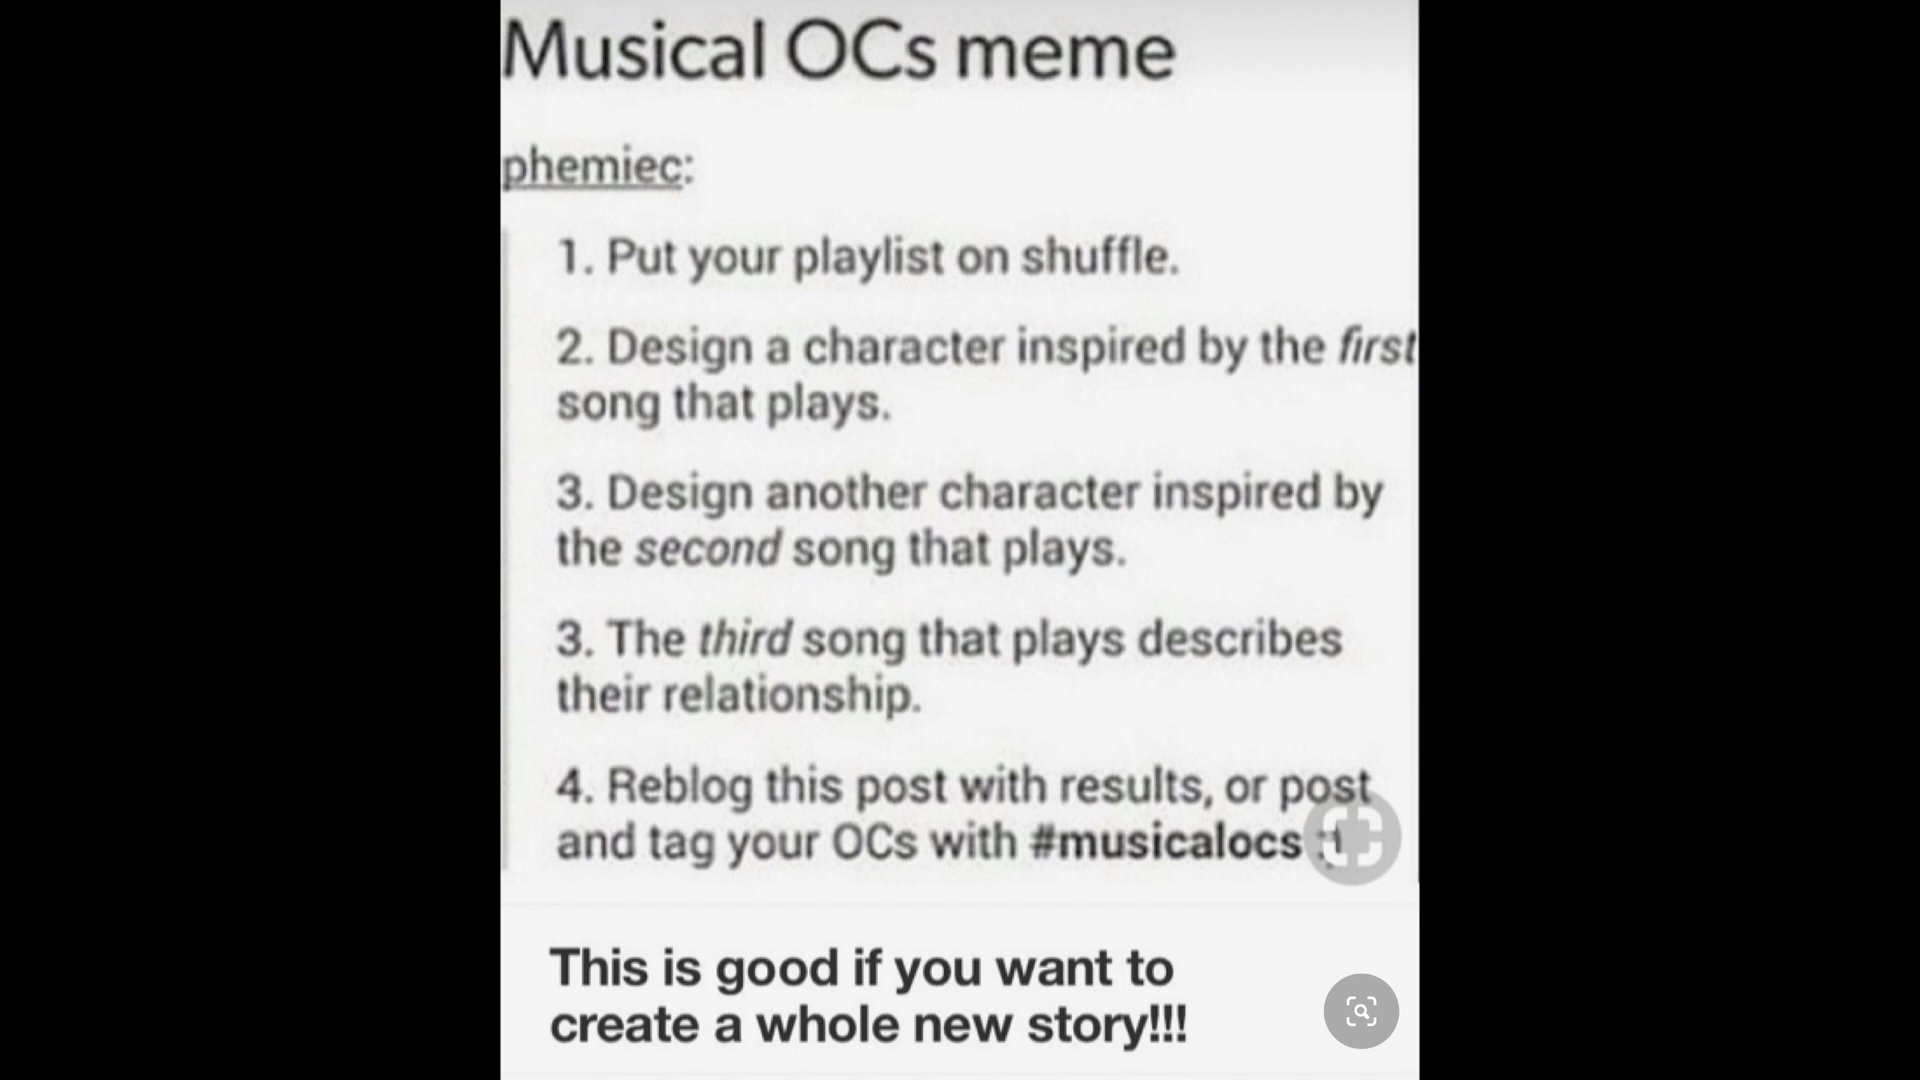 Musical OCs meme
phemiec:
1. Put your playlist on shuffle.
2. Design a character inspired by the first
song that plays.
3. Design another character inspired by
the second song that plays.
3. The third song that plays describes
their relationship.
4. Reblog this post with results, or post
and tag your OCs with #musicalocs
This is good if you want to
create a whole new story!!!